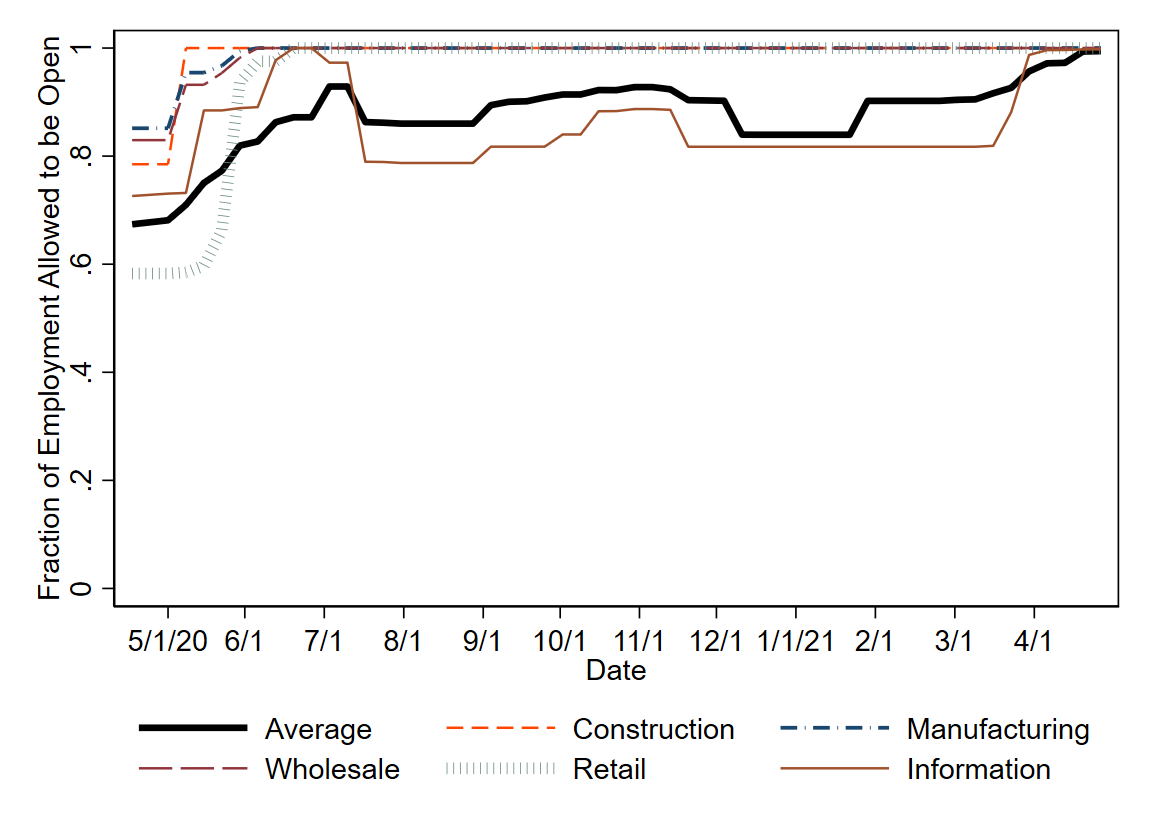 Fraction of Employment Allowed to be Open
1
.8
.6
.4
.2
0
5/1/20 6/1 7/1 8/1 9/1 10/1 11/1 12/1 1/1/21 2/1 3/1 4/1
Date
Average Construction Manufacturing
Wholesale Retail Information